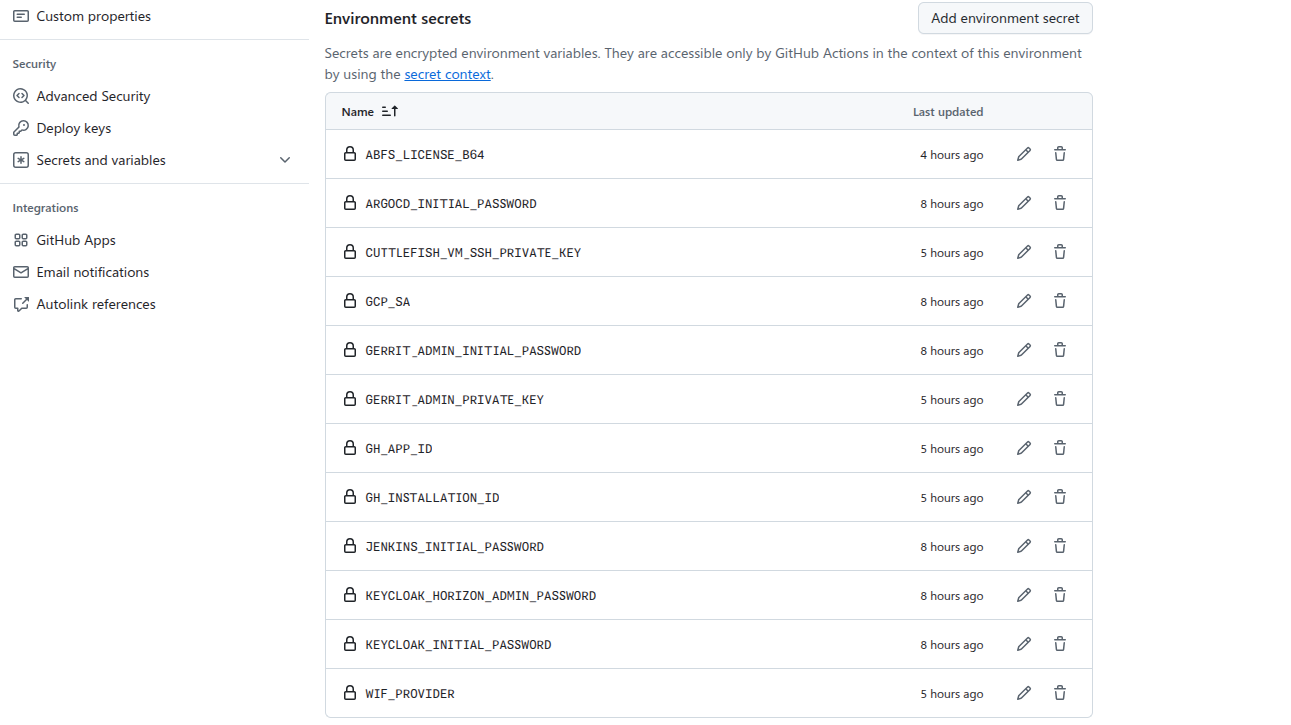 Custom properties
Security
Advanced Security
Deploy keys
Secrets and variables
Integrations
GitHub Apps
Email notifications
Autolink references
Environment secrets
Add environment secret
Secrets are encrypted environment variables. They are accessible only by GitHub Actions in the context of this environment
by using the secret context.
Name Last updated
ABFS_LICENSE_B64 4 hours ago
ARGOCD_INITIAL_PASSWORD 8 hours ago
CUTTLEFISH_VM_SSH_PRIVATE_KEY 5 hours ago
GCP_SA 8 hours ago
GERRIT_ADMIN_INITIAL_PASSWORD 8 hours ago
GERRIT_ADMIN_PRIVATE_KEY 5 hours ago
GH_APP_ID 5 hours ago
GH_INSTALLATION_ID 5 hours ago
JENKINS_INITIAL_PASSWORD 8 hours ago
KEYCLOAK_HORIZON_ADMIN_PASSWORD 8 hours ago
KEYCLOAK_INITIAL_PASSWORD 8 hours ago
WIF_PROVIDER 5 hours ago